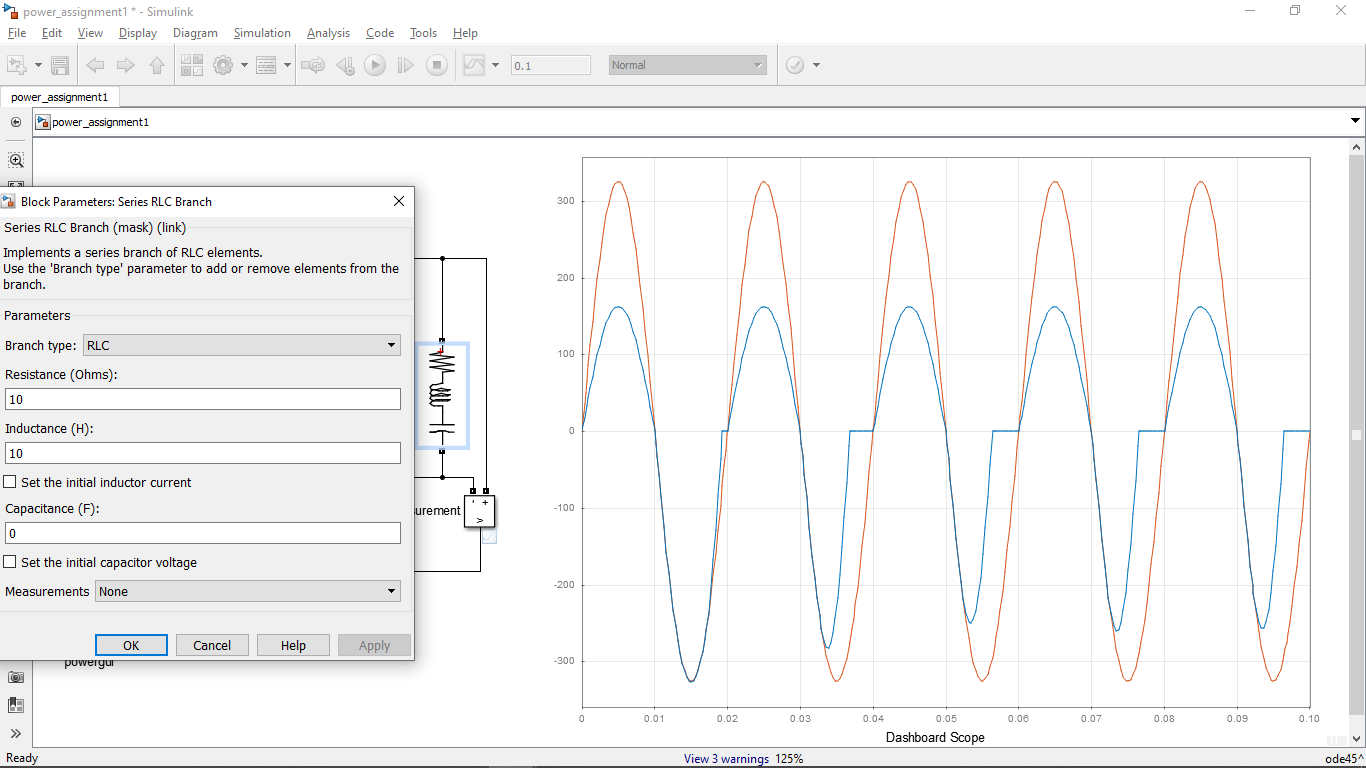 power_assignment1 * - Simulink
File Edit View Display Diagram Simulation Analysis Code Tools Help
0.1 Normal
power_assignment1
power_assignment1
Block Parameters: Series RLC Branch
Series RLC Branch (mask) (link)
Implements a series branch of RLC elements.
Use the 'Branch type' parameter to add or remove elements from the
branch.
Parameters
Branch type: RLC
Resistance (Ohms):
10
Inductance (H):
10
Set the initial inductor current
Capacitance (F):
0
Set the initial capacitor voltage
Measurements None
OK Cancel Help Apply
powergui
urement
+
- +
v
300
200
100
0
-100
-200
-300
0 0.01 0.02 0.03 0.04 0.05 0.06 0.07 0.08 0.09 0.10
Dashboard Scope
Ready View 3 warnings 125% ode45